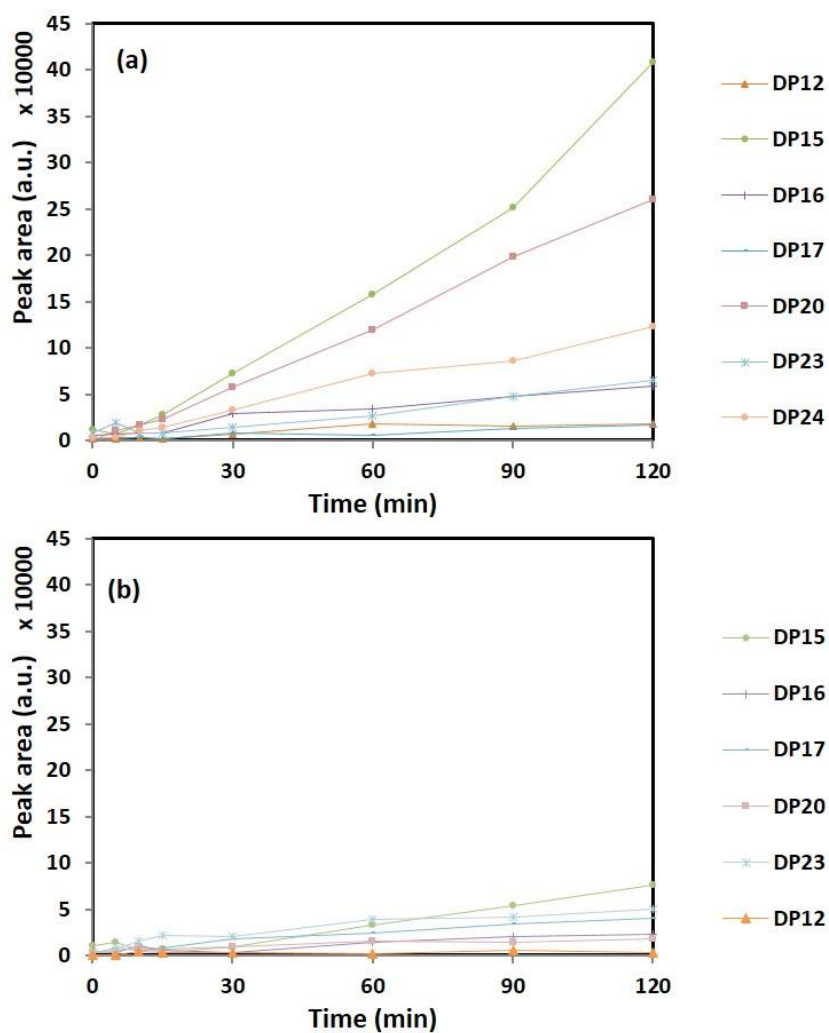 Peak area (a.u.) x 10000
(a)
45
40
35
30
25
20
15
10
5
0
0 30 60 90 120
Time (min)
DP12
DP15
DP16
DP17
DP20
DP23
DP24
Peak area (a.u.) x 10000
(b)
45
40
35
30
25
20
15
10
5
0
0 30 60 90 120
Time (min)
DP15
DP16
DP17
DP20
DP23
DP12